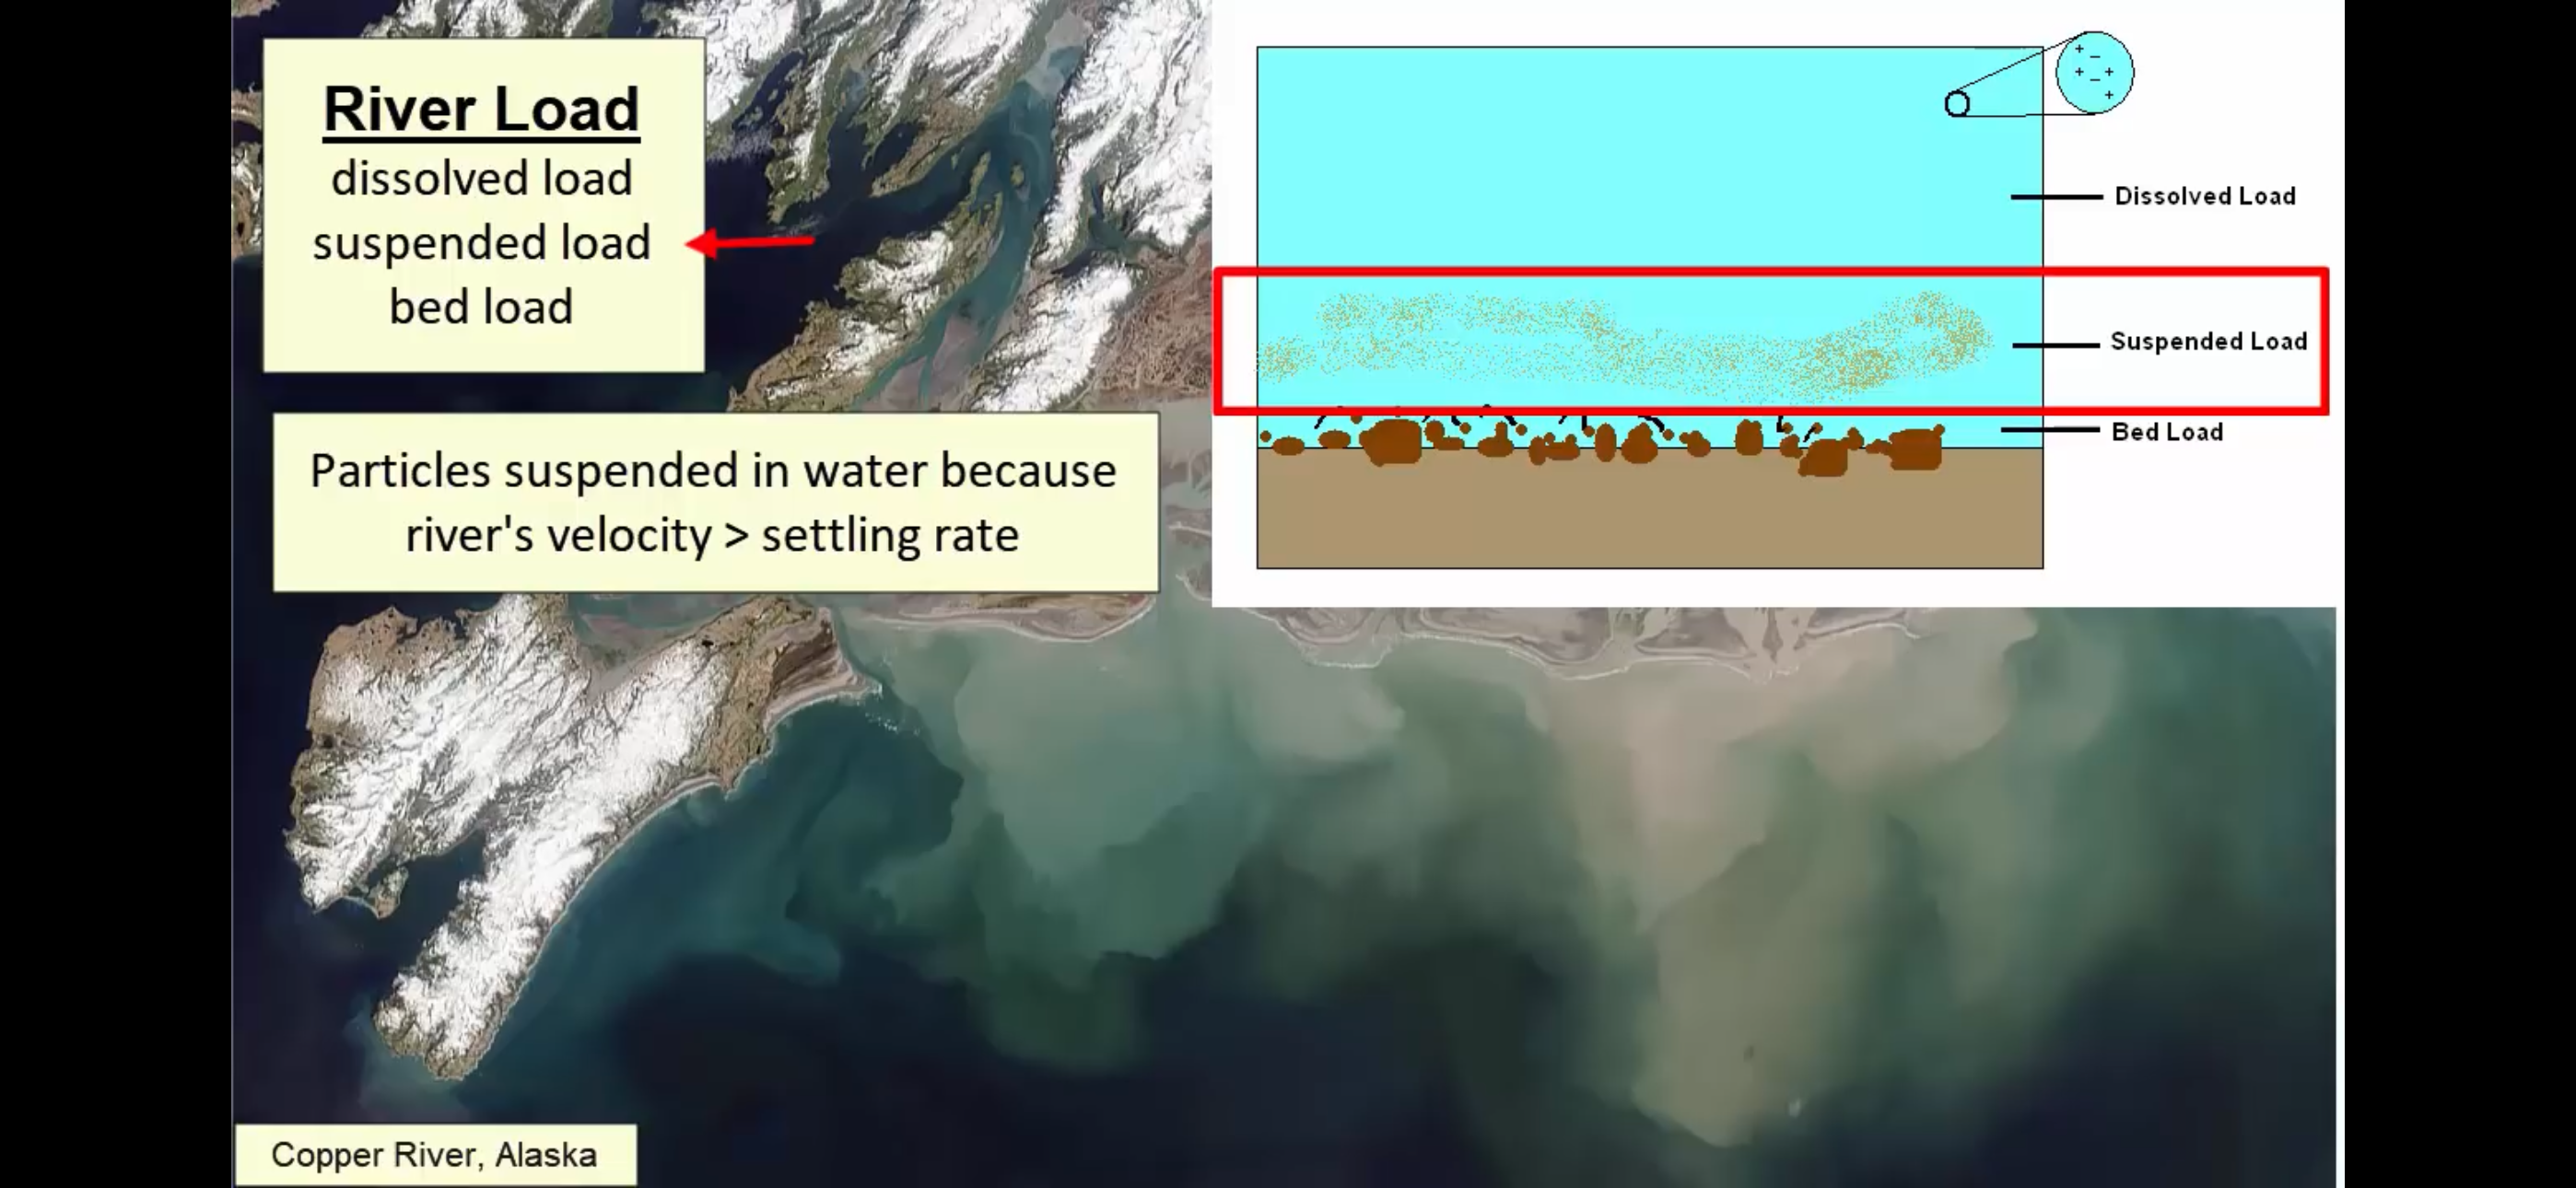 River Load
dissolved load
suspended load
bed load
Particles suspended in water because
river's velocity > settling rate
+ −
+ − +
+
Dissolved Load
Suspended Load
Bed Load
Copper River, Alaska